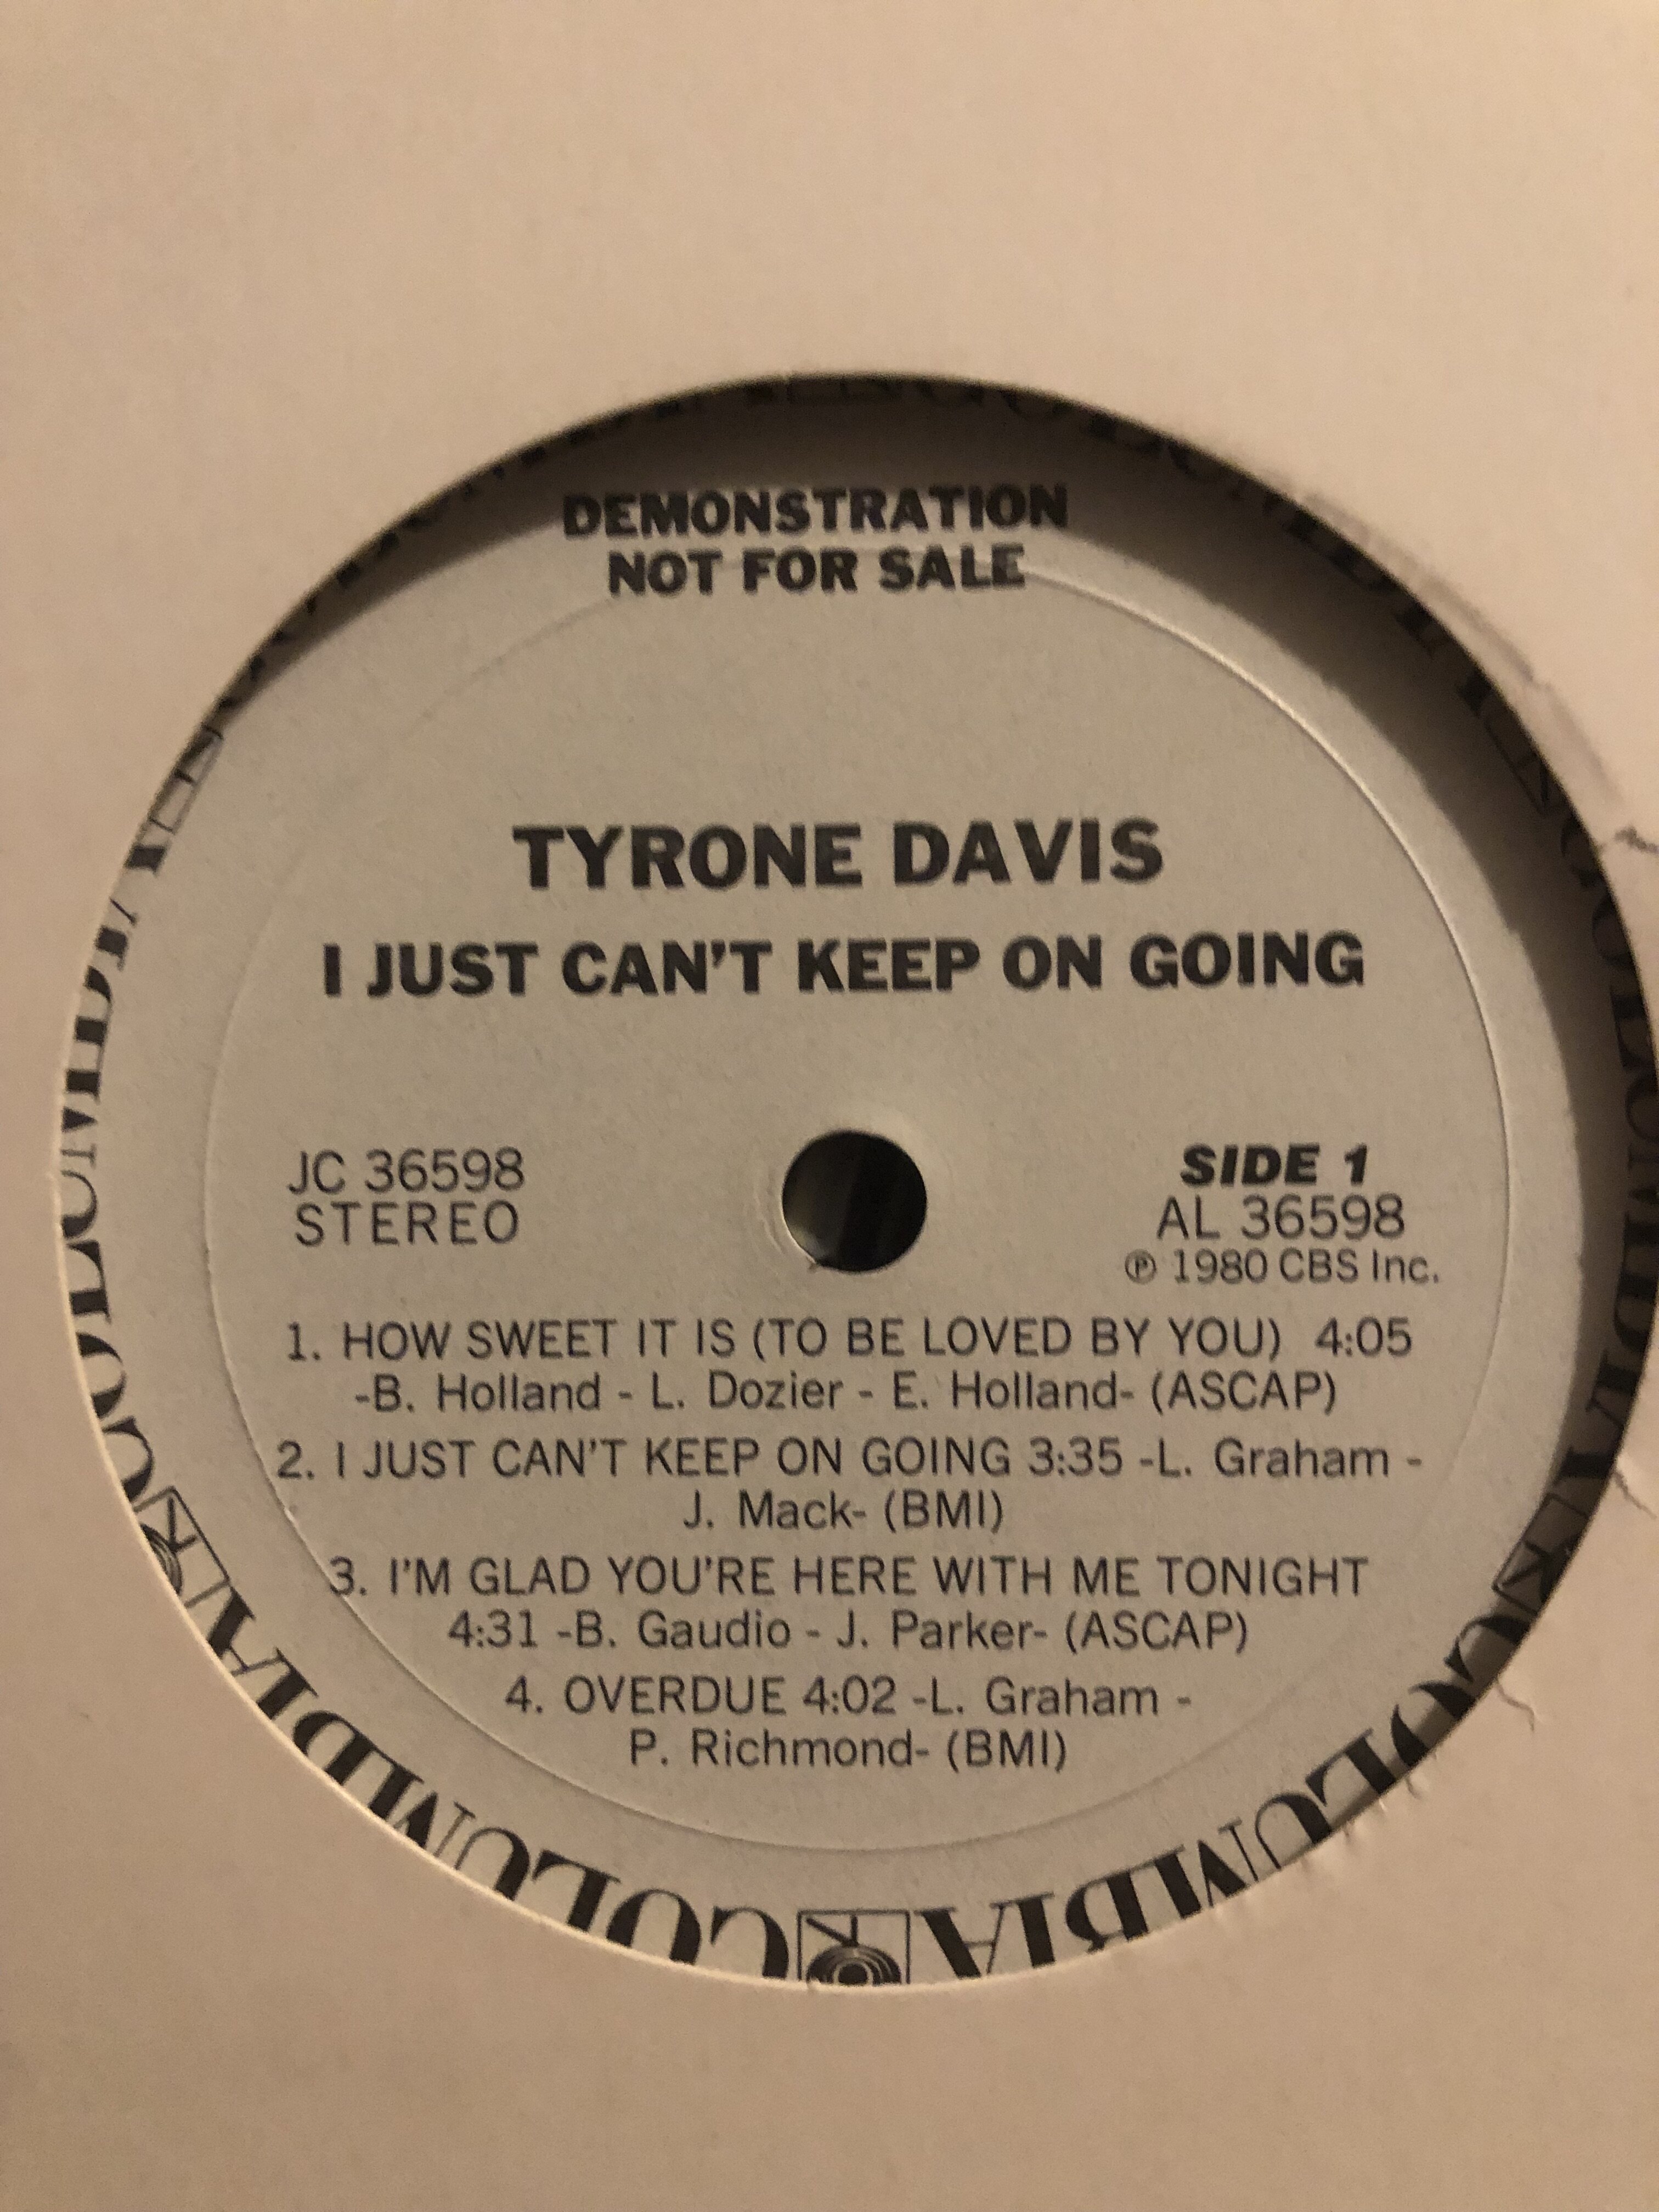 DEMONSTRATION
NOT FOR SALE
TYRONE DAVIS
I JUST CAN'T KEEP ON GOING
JC 36598
STEREO
SIDE 1
AL 36598
℗ 1980 CBS Inc.
1. HOW SWEET IT IS (TO BE LOVED BY YOU) 4:05
-B. Holland - L. Dozier - E. Holland- (ASCAP)
2. I JUST CAN'T KEEP ON GOING 3:35 -L. Graham -
J. Mack- (BMI)
3. I'M GLAD YOU'RE HERE WITH ME TONIGHT
4:31 -B. Gaudio - J. Parker- (ASCAP)
4. OVERDUE 4:02 -L. Graham -
P. Richmond- (BMI)
COLUMBIA
COLUMBIA
COLUMBIA